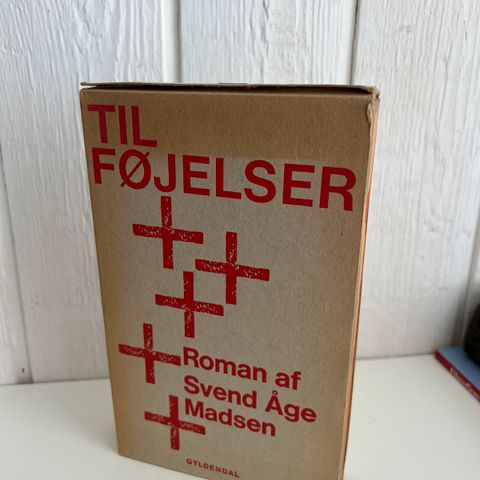 TIL
FØJELSER
Roman af
Svend Åge
Madsen
GYLDENDAL